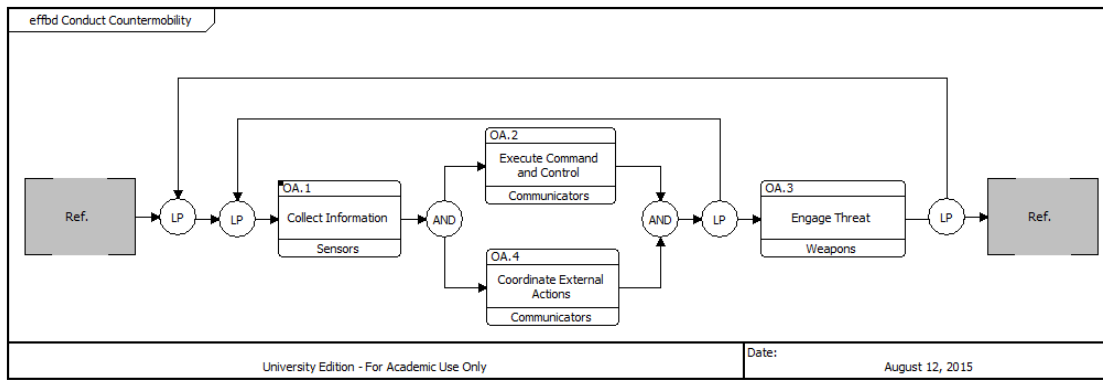 effbd Conduct Countermobility
Ref.
LP
LP
OA.1
Collect Information
Sensors
AND
OA.2
Execute Command
and Control
Communicators
OA.4
Coordinate External
Actions
Communicators
AND
LP
OA.3
Engage Threat
Weapons
LP
Ref.
University Edition - For Academic Use Only
Date:
August 12, 2015